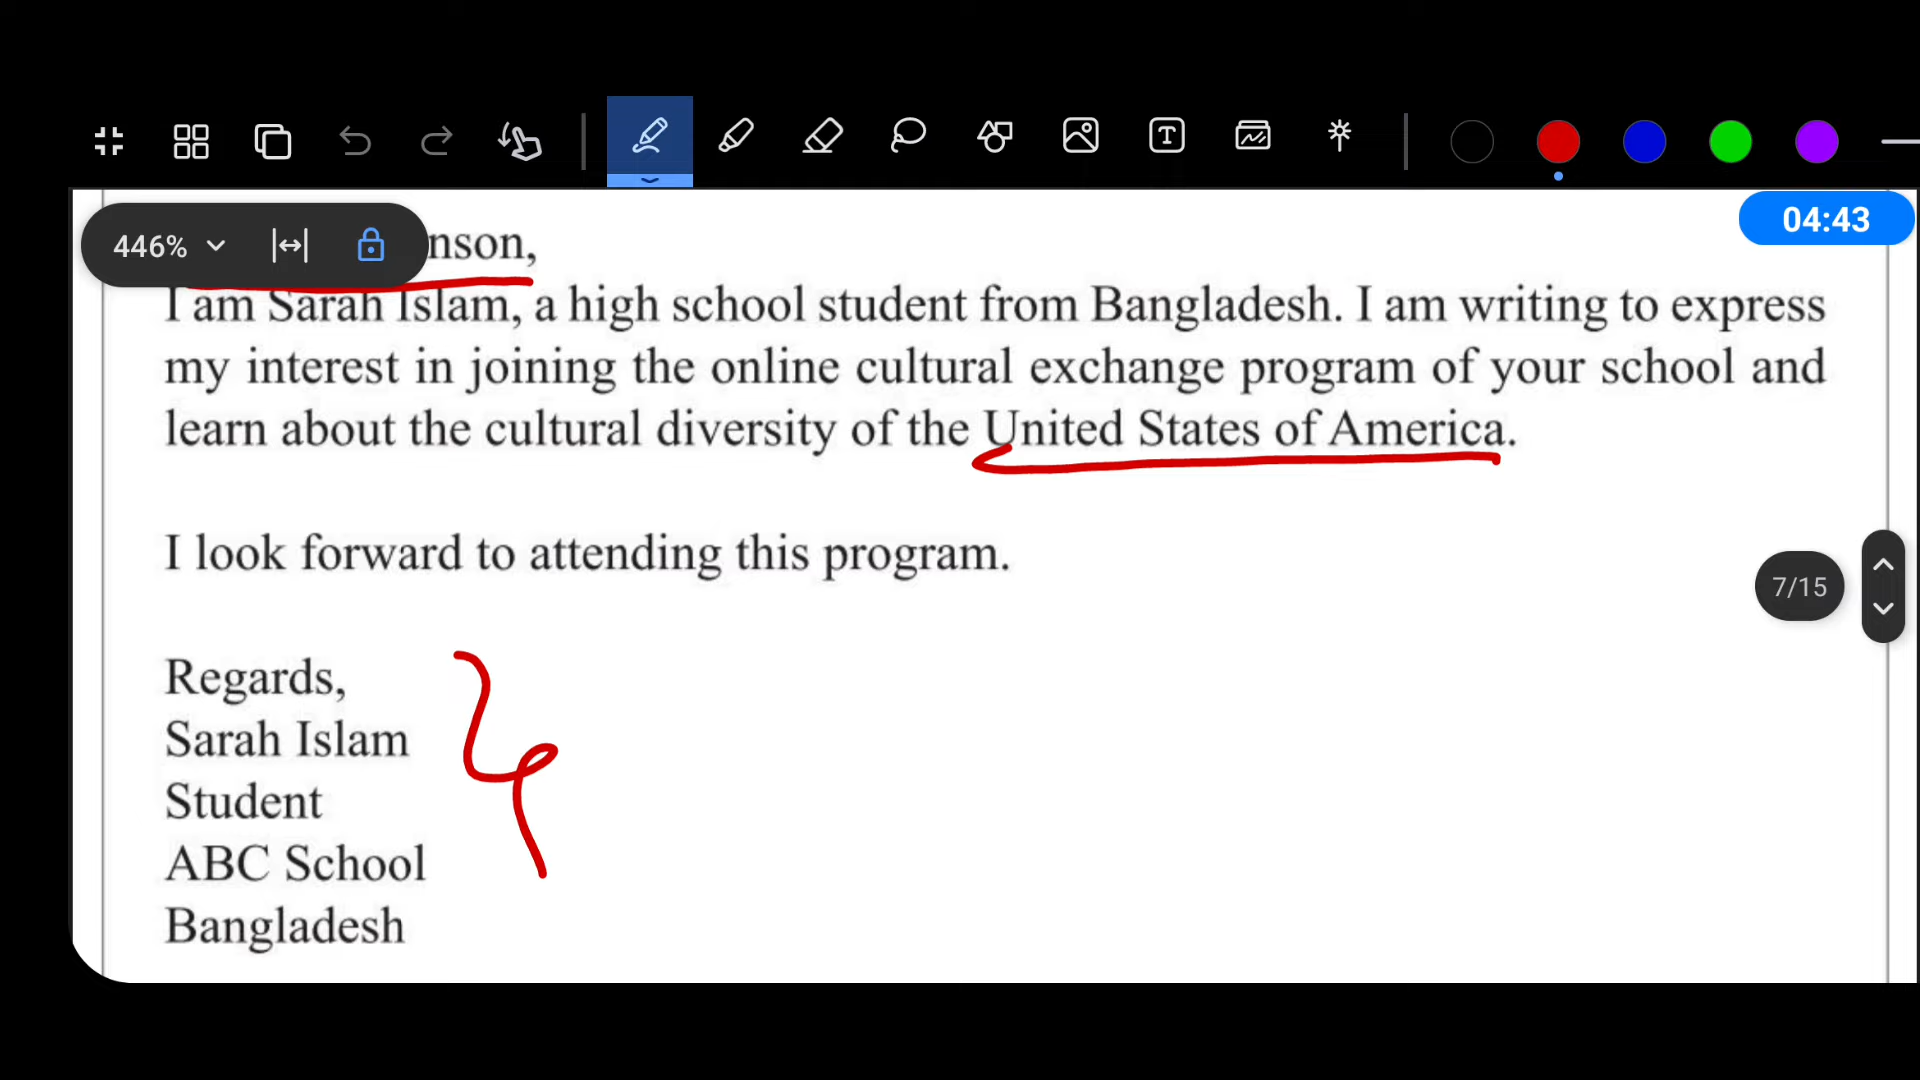 446%
04:43
nson,
I am Sarah Islam, a high school student from Bangladesh. I am writing to express
my interest in joining the online cultural exchange program of your school and
learn about the cultural diversity of the United States of America.
I look forward to attending this program.
7/15
Regards,
Sarah Islam
Student
ABC School
Bangladesh